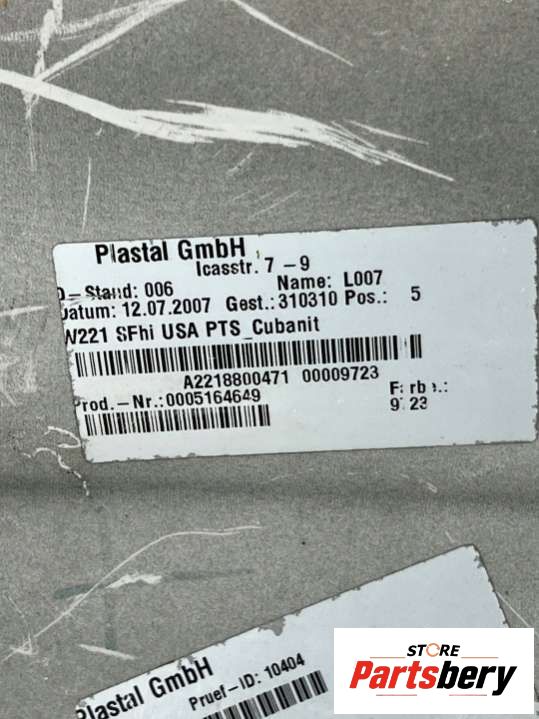 Plastal GmbH
Icasstr. 7-9
D-Stand: 006 Name: L007
Datum: 12.07.2007 Gest.: 310310 Pos.: 5
W221 SFhi USA PTS_Cubanit
A2218800471 00009723
Prod.-Nr.:0005164649
Farbe.:
9723
Plastal GmbH
Pruef-ID: 10404
STORE
Partsbery